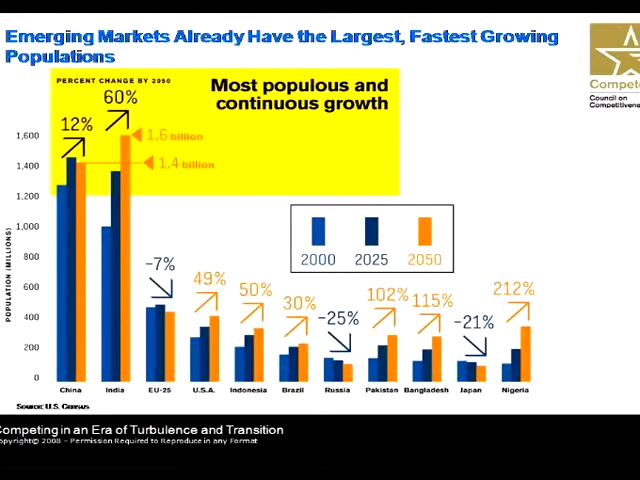 Emerging Markets Already Have the Largest, Fastest Growing
Populations
Compete
Council on
Competitivene
PERCENT CHANGE BY 2050
Most populous and
continuous growth
60%
12%
1.6 billion
1.4 billion
POPULATION (MILLIONS)
1,600
1,400
1,200
1,000
800
600
400
200
0
2000 2025 2050
-7%
49%
50%
30%
-25%
102%
115%
-21%
212%
China India EU-25 U.S.A. Indonesia Brazil Russia Pakistan Bangladesh Japan Nigeria
Source: U.S. Census
Competing in an Era of Turbulence and Transition
opyright© 2008 – Permission Required to Reproduce in any Format